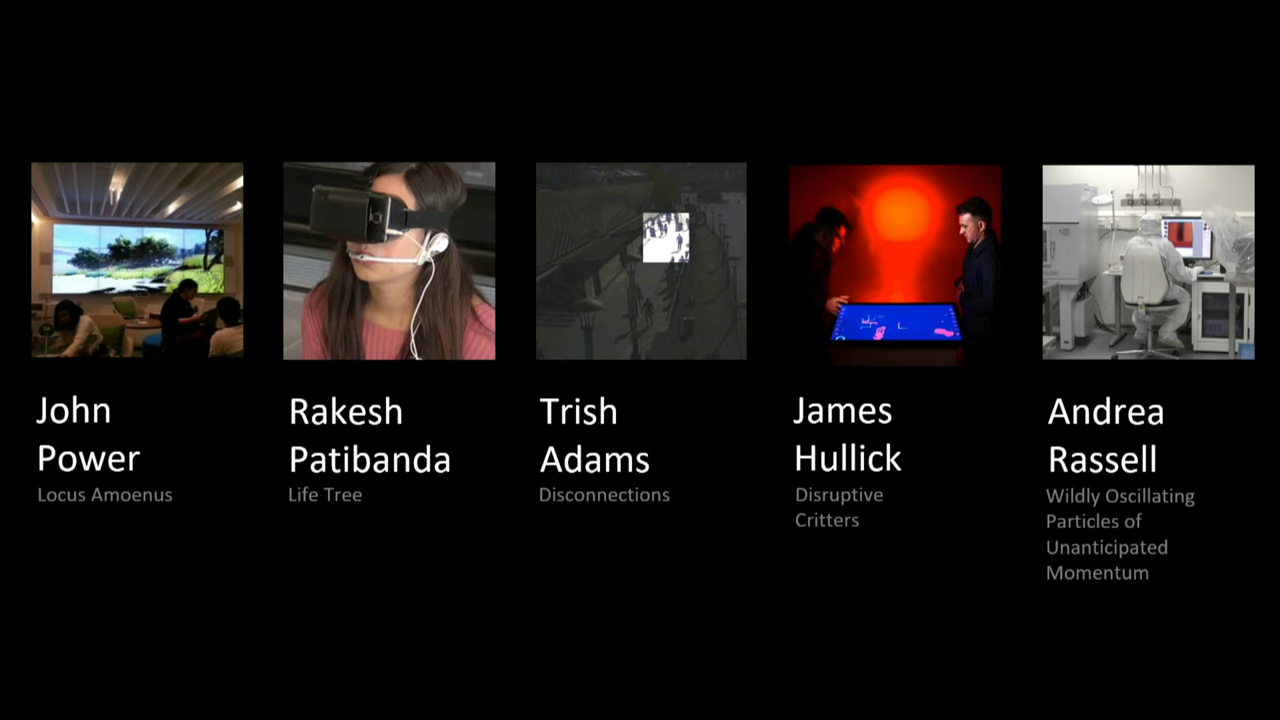 John
Power
Locus Amoenus
Rakesh
Patibanda
Life Tree
Trish
Adams
Disconnections
James
Hullick
Disruptive
Critters
Andrea
Rassell
Wildly Oscillating
Particles of
Unanticipated
Momentum